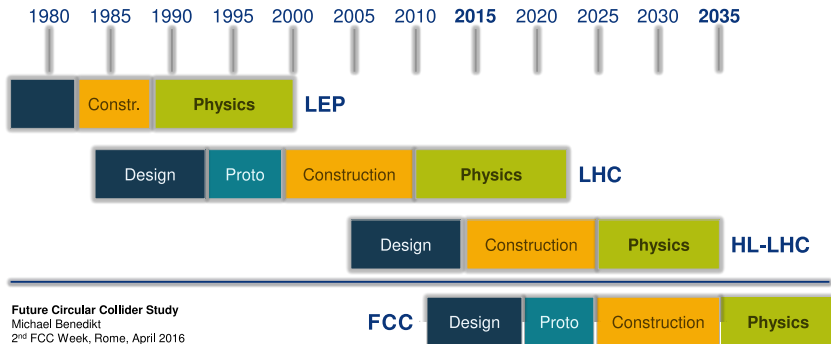 1980 1985 1990 1995 2000 2005 2010 2015 2020 2025 2030 2035
Constr. Physics LEP
Design Proto Construction Physics LHC
Design Construction Physics HL-LHC
FCC Design Proto Construction Physics
Future Circular Collider Study
Michael Benedikt
2nd FCC Week, Rome, April 2016